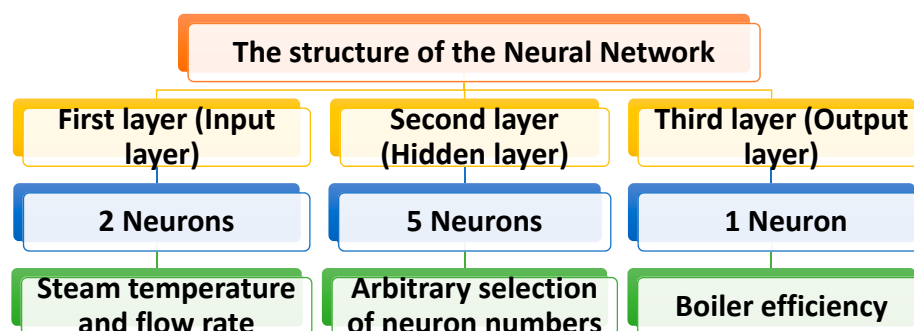 The structure of the Neural Network
First layer (Input
layer)
Second layer
(Hidden layer)
Third layer (Output
layer)
2 Neurons
5 Neurons
1 Neuron
Steam temperature
and flow rate
Arbitrary selection
of neuron numbers
Boiler efficiency